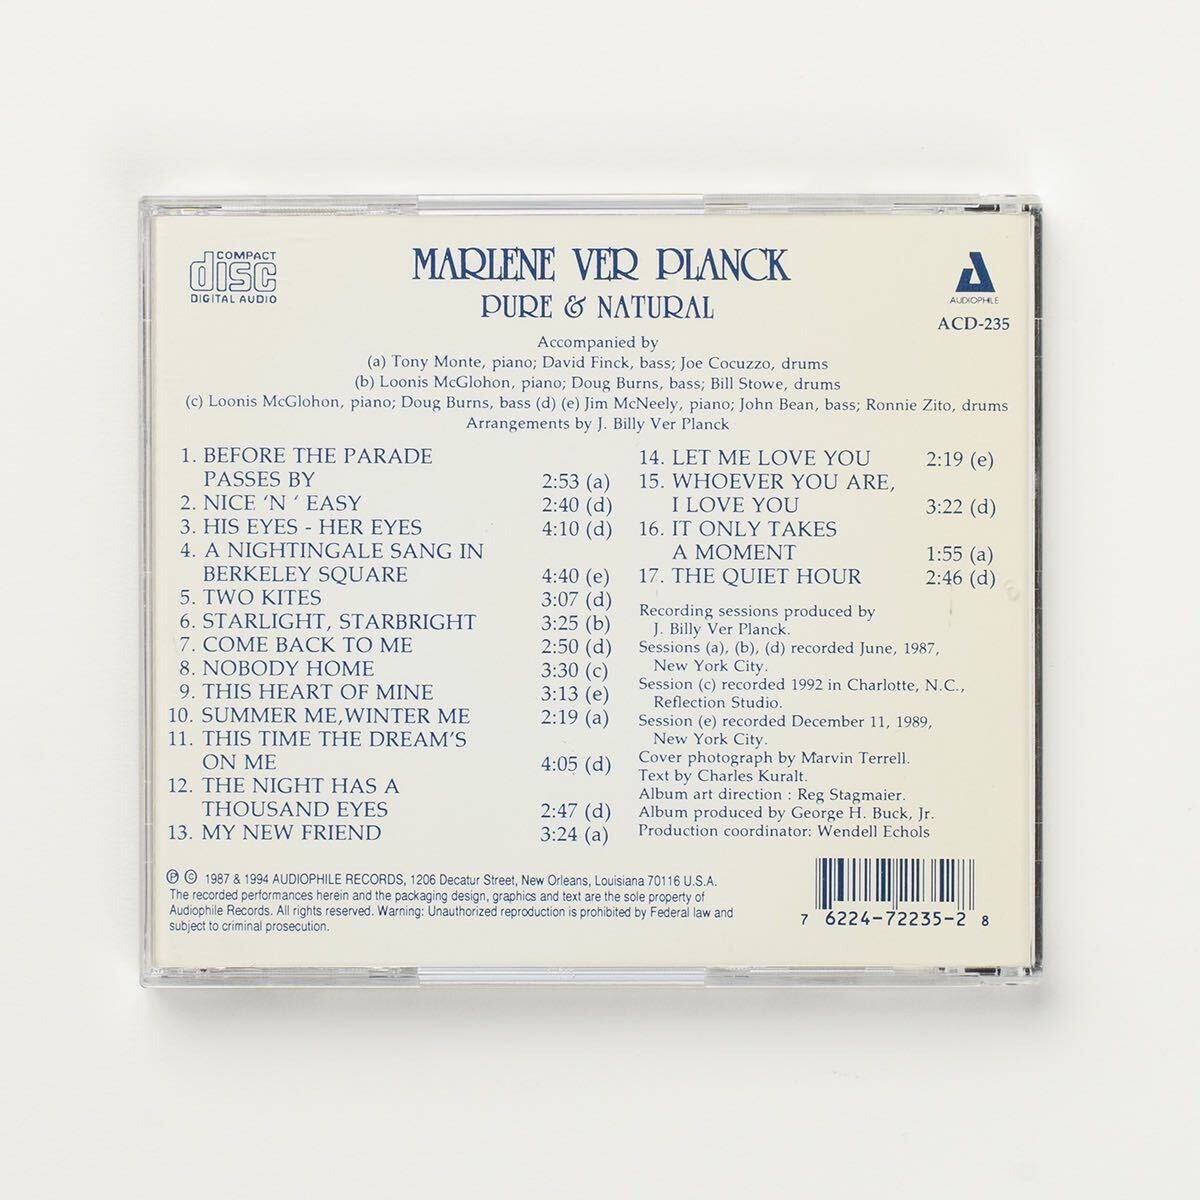 COMPACT
disc
DIGITAL AUDIO
MARLENE VER PLANCK
PURE & NATURAL
AUDIOPHILE
ACD-235
Accompanied by
(a) Tony Monte, piano; David Finck, bass; Joe Cocuzzo, drums
(b) Loonis McGlohon, piano; Doug Burns, bass; Bill Stowe, drums
(c) Loonis McGlohon, piano; Doug Burns, bass (d) (e) Jim McNeely, piano; John Bean, bass; Ronnie Zito, drums
Arrangements by J. Billy Ver Planck
1. BEFORE THE PARADE
PASSES BY 2:53 (a)
2. NICE 'N ' EASY 2:40 (d)
3. HIS EYES - HER EYES 4:10 (d)
4. A NIGHTINGALE SANG IN
BERKELEY SQUARE 4:40 (e)
5. TWO KITES 3:07 (d)
6. STARLIGHT, STARBRIGHT 3:25 (b)
7. COME BACK TO ME 2:50 (d)
8. NOBODY HOME 3:30 (c)
9. THIS HEART OF MINE 3:13 (e)
10. SUMMER ME,WINTER ME 2:19 (a)
11. THIS TIME THE DREAM'S
ON ME 4:05 (d)
12. THE NIGHT HAS A
THOUSAND EYES 2:47 (d)
13. MY NEW FRIEND 3:24 (a)
14. LET ME LOVE YOU 2:19 (e)
15. WHOEVER YOU ARE,
I LOVE YOU 3:22 (d)
16. IT ONLY TAKES
A MOMENT 1:55 (a)
17. THE QUIET HOUR 2:46 (d)
Recording sessions produced by
J. Billy Ver Planck.
Sessions (a), (b), (d) recorded June, 1987,
New York City.
Session (c) recorded 1992 in Charlotte, N.C.,
Reflection Studio.
Session (e) recorded December 11, 1989,
New York City.
Cover photograph by Marvin Terrell.
Text by Charles Kuralt.
Album art direction : Reg Stagmaier.
Album produced by George H. Buck, Jr.
Production coordinator: Wendell Echols
℗ © 1987 & 1994 AUDIOPHILE RECORDS, 1206 Decatur Street, New Orleans, Louisiana 70116 U.S.A.
The recorded performances herein and the packaging design, graphics and text are the sole property of
Audiophile Records. All rights reserved. Warning: Unauthorized reproduction is prohibited by Federal law and
subject to criminal prosecution.
7 6224-72235-2 8